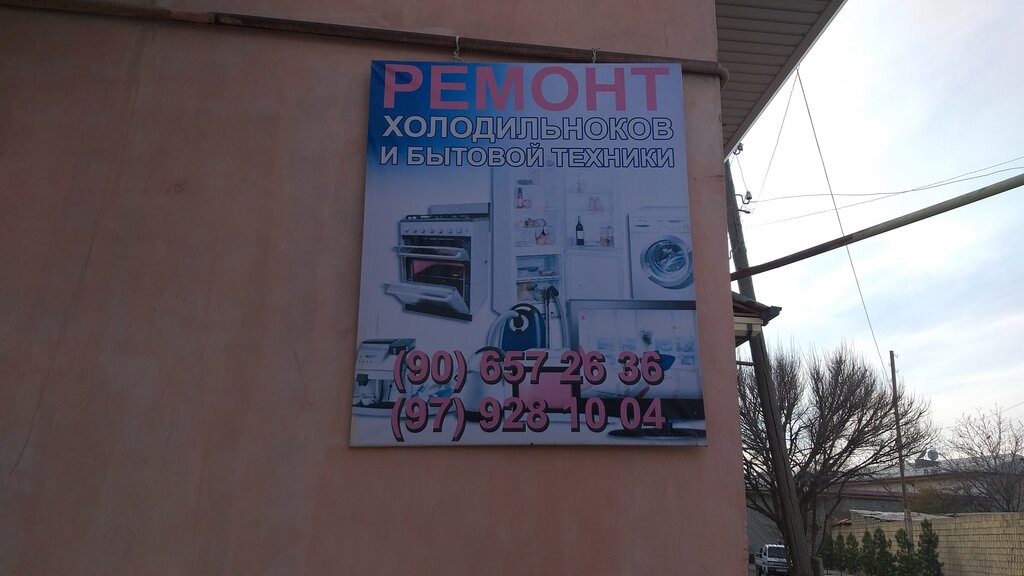 РЕМОНТ
ХОЛОДИЛЬНОКОВ
И БЫТОВОЙ ТЕХНИКИ
(90) 657 26 36
(97) 928 10 04